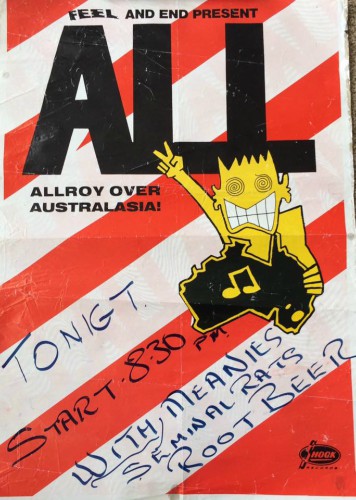 FEEL AND END PRESENT
ALL
ALLROY OVER
AUSTRALASIA!
TONIGT.
START. 8:30 PM
WITH MEANIES
SEMINAL RATS
ROOT BEER
SHOCK
RECORDS